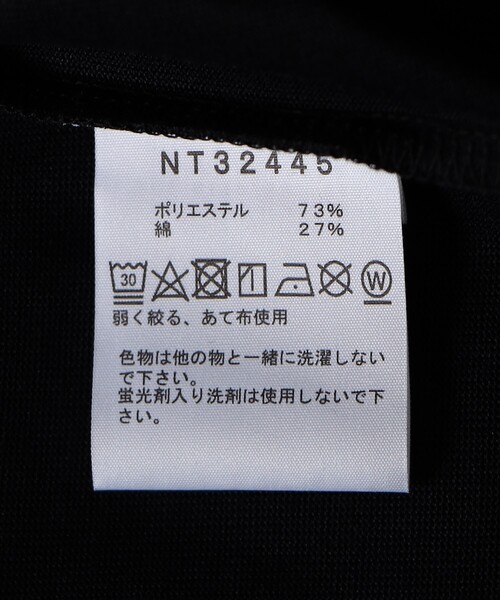 NT32445
ポリエステル 73%
綿 27%
30 W
弱く絞る、あて布使用
色物は他の物と一緒に洗濯しない
で下さい。
蛍光剤入り洗剤は使用しないで下
さい。